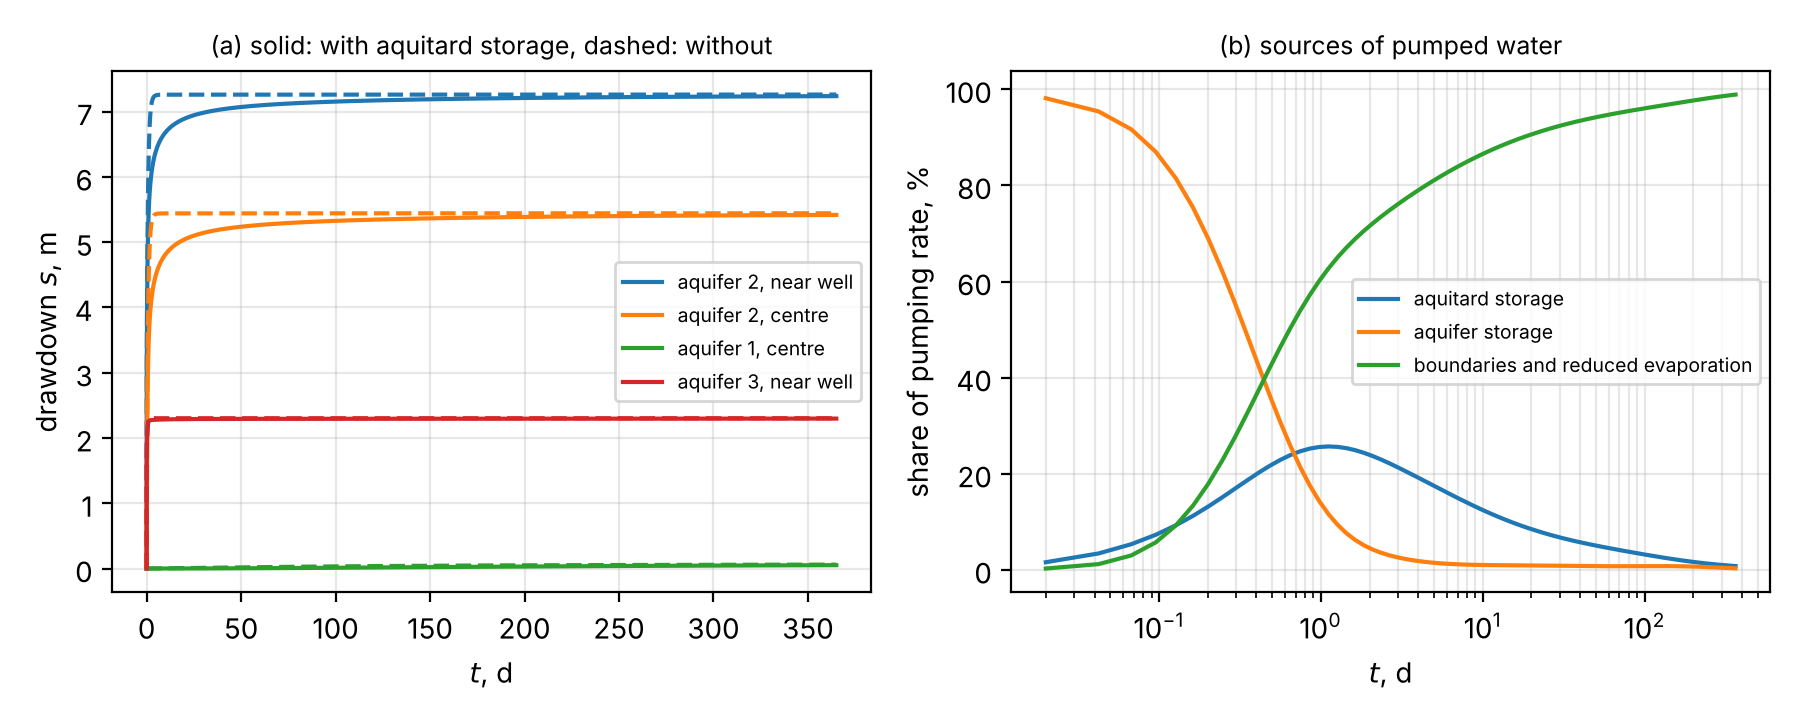 (a) solid: with aquitard storage, dashed: without
drawdown s, m
7
6
5
4
3
2
1
0
aquifer 2, near well
aquifer 2, centre
aquifer 1, centre
aquifer 3, near well
0 50 100 150 200 250 300 350
t, d
(b) sources of pumped water
share of pumping rate, %
100
80
60
40
20
0
aquitard storage
aquifer storage
boundaries and reduced evaporation
10⁻¹ 10⁰ 10¹ 10²
t, d